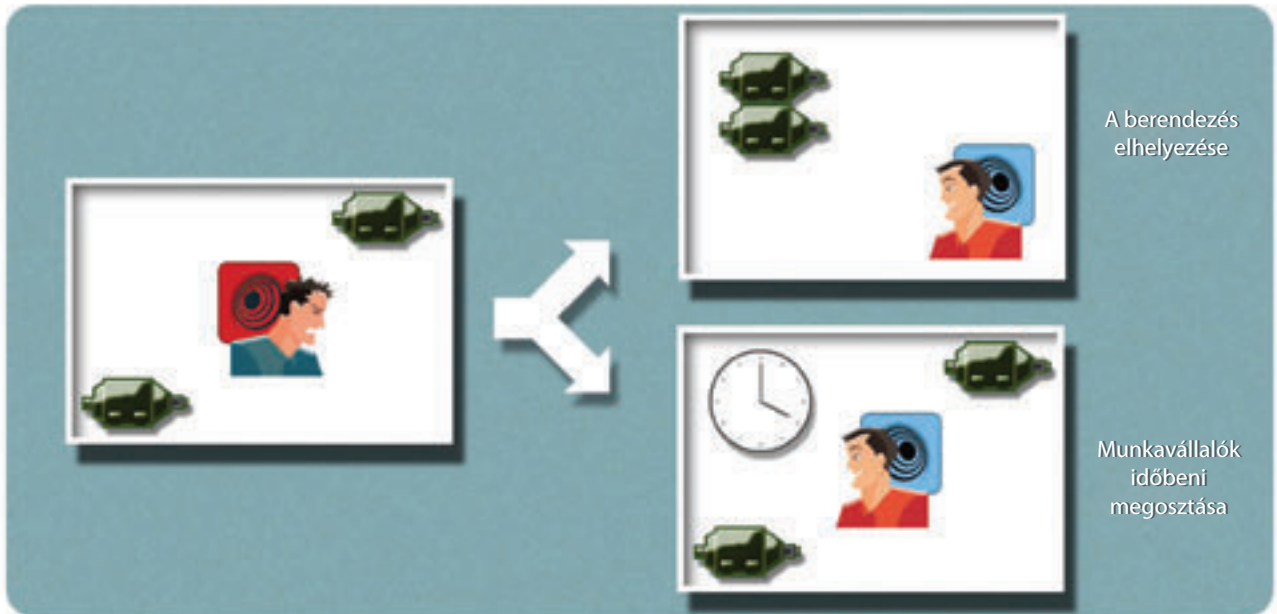 A berendezés
elhelyezése
Munkavállalók
időbeni
megosztása